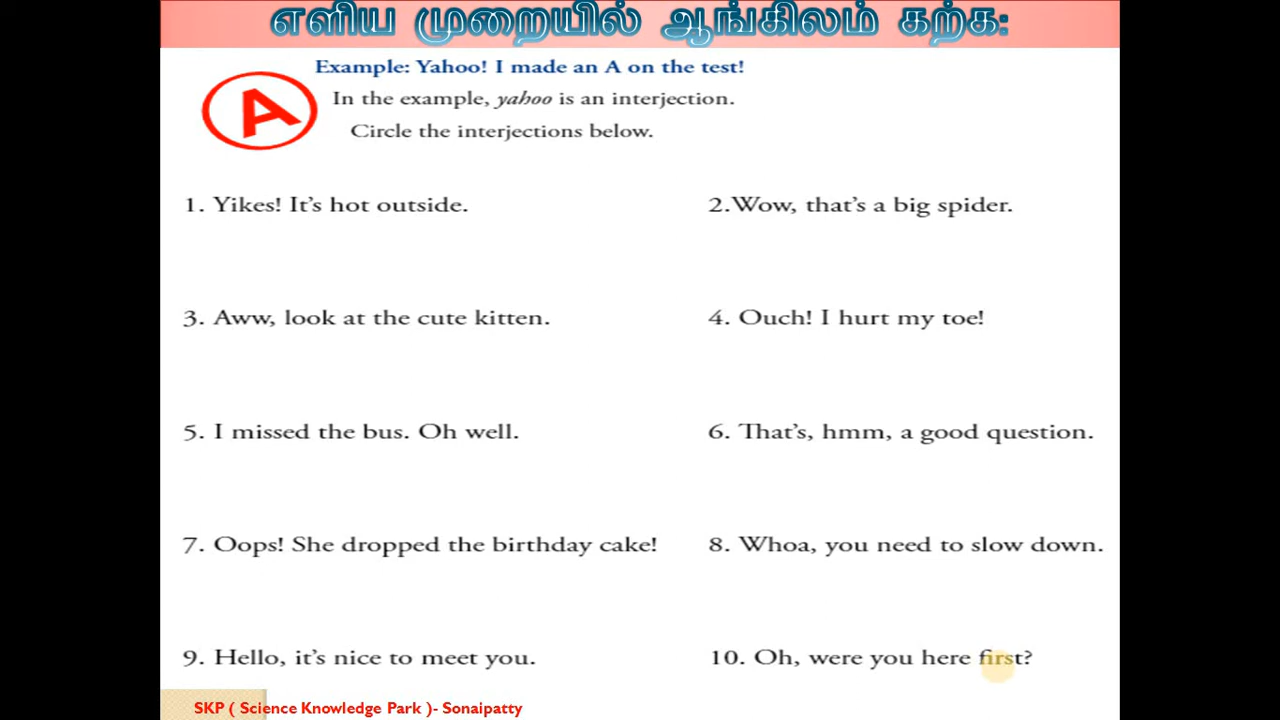 எளிய முறையில் ஆங்கிலம் கற்க:
Example: Yahoo! I made an A on the test!
A
In the example, yahoo is an interjection.
Circle the interjections below.
1. Yikes! It's hot outside.
2.Wow, that's a big spider.
3. Aww, look at the cute kitten.
4. Ouch! I hurt my toe!
5. I missed the bus. Oh well.
6. That's, hmm, a good question.
7. Oops! She dropped the birthday cake!
8. Whoa, you need to slow down.
9. Hello, it's nice to meet you.
10. Oh, were you here first?
SKP ( Science Knowledge Park )- Sonaipatty